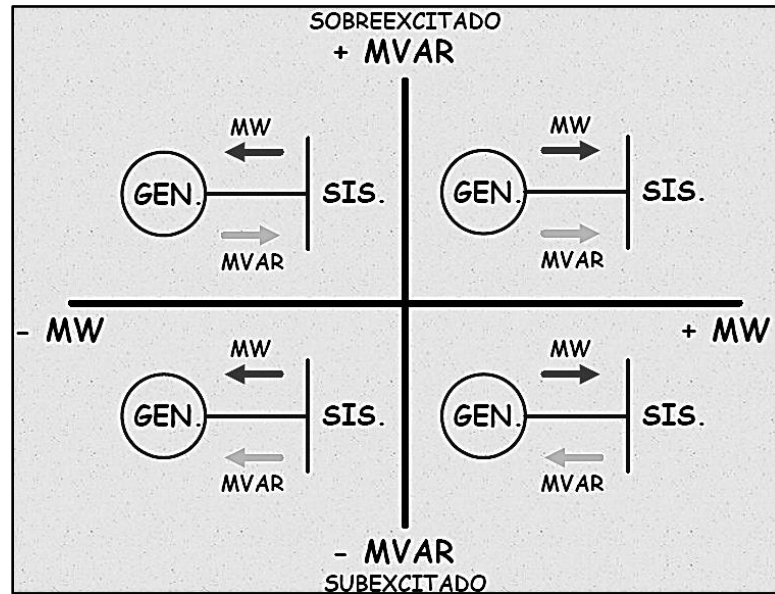 SOBREEXCITADO
+ MVAR
MW
GEN.
SIS.
MVAR
MW
GEN.
SIS.
MVAR
- MW
+ MW
MW
GEN.
SIS.
MVAR
MW
GEN.
SIS.
MVAR
- MVAR
SUBEXCITADO